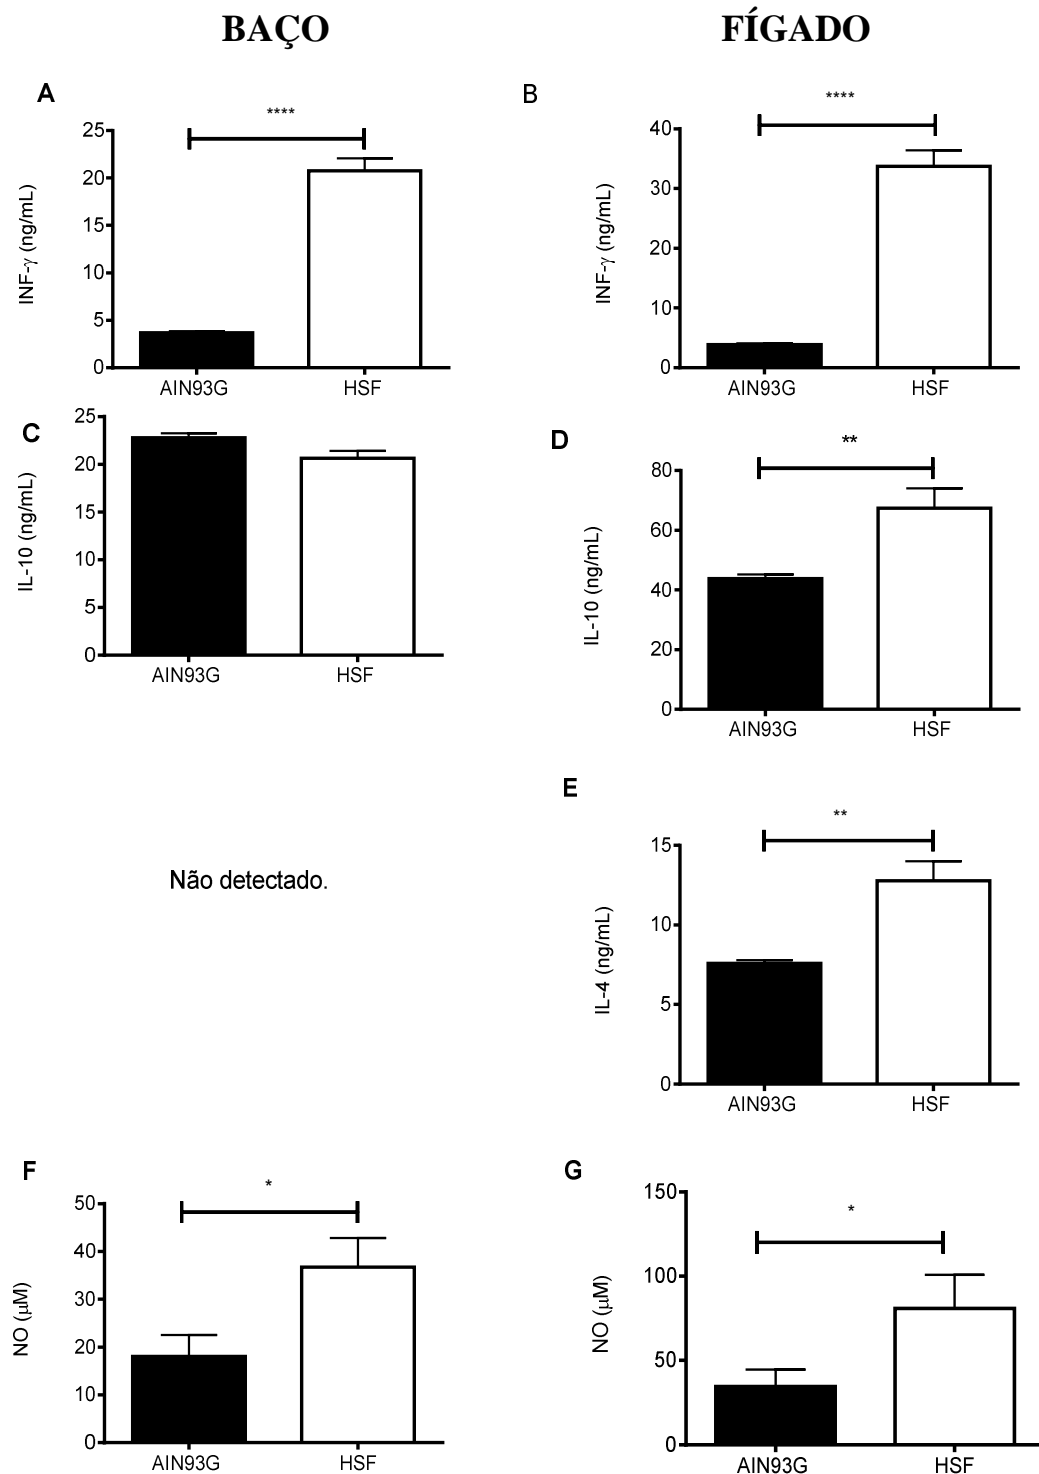 BAÇO
FÍGADO
A
****
25
20
15
10
5
0
INF-γ (ng/mL)
AIN93G
HSF
B
****
40
30
20
10
0
INF-γ (ng/mL)
AIN93G
HSF
C
25
20
15
10
5
0
IL-10 (ng/mL)
AIN93G
HSF
D
**
80
60
40
20
0
IL-10 (ng/mL)
AIN93G
HSF
Não detectado.
E
**
15
10
5
0
IL-4 (ng/mL)
AIN93G
HSF
F
*
50
40
30
20
10
0
NO (μM)
AIN93G
HSF
G
*
150
100
50
0
NO (μM)
AIN93G
HSF